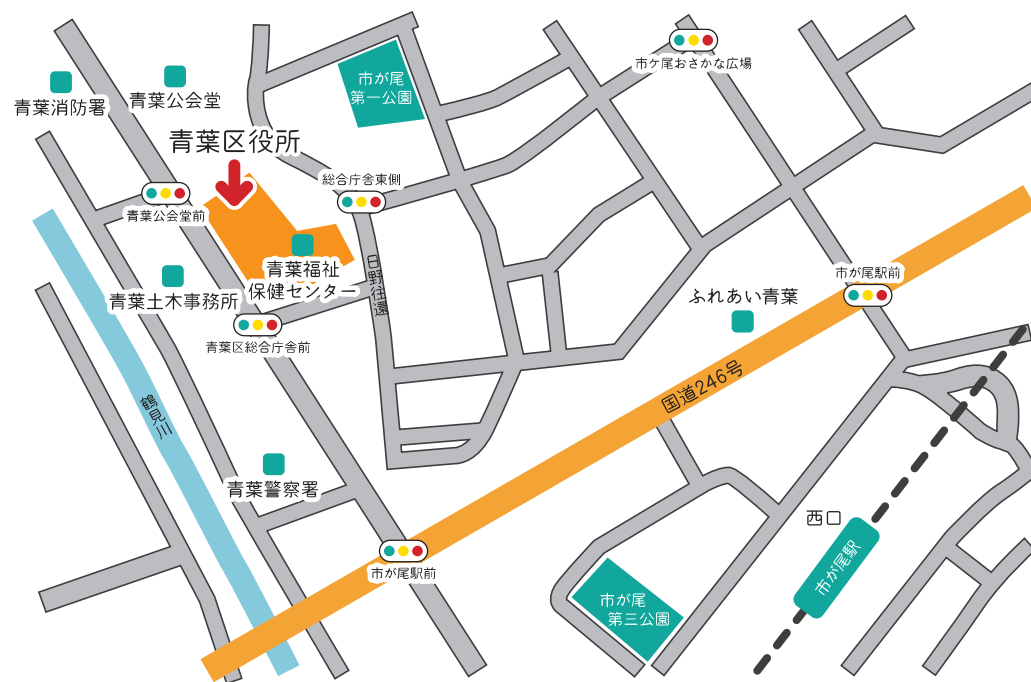 市ケ尾おさかな広場
市が尾
第一公園
青葉消防署
青葉公会堂
青葉区役所
総合庁舎東側
青葉公会堂前
青葉福祉
保健センター
日野往還
青葉土木事務所
市が尾駅前
ふれあい青葉
青葉区総合庁舎前
国道246号
鶴見川
青葉警察署
西口
市が尾駅
市が尾駅前
市が尾
第三公園